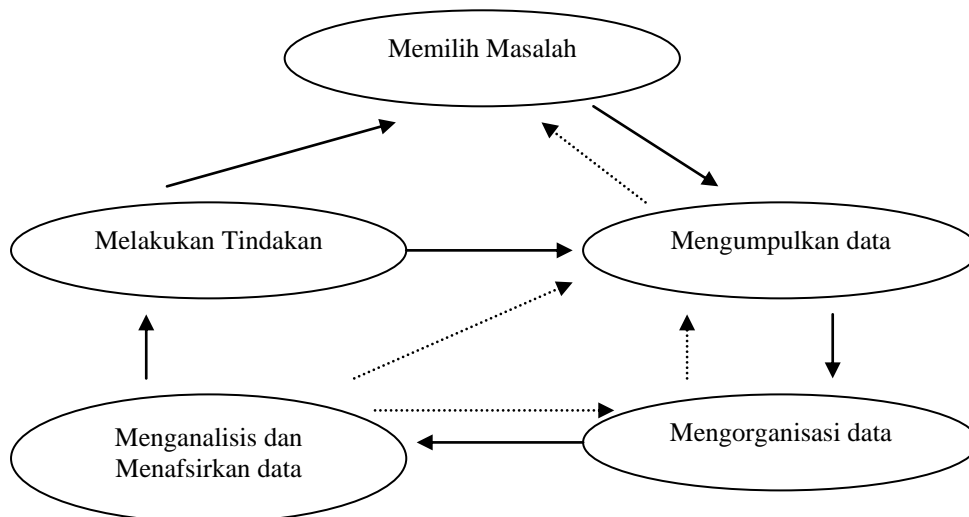 Memilih Masalah
Melakukan Tindakan
Mengumpulkan data
Menganalisis dan
Menafsirkan data
Mengorganisasi data